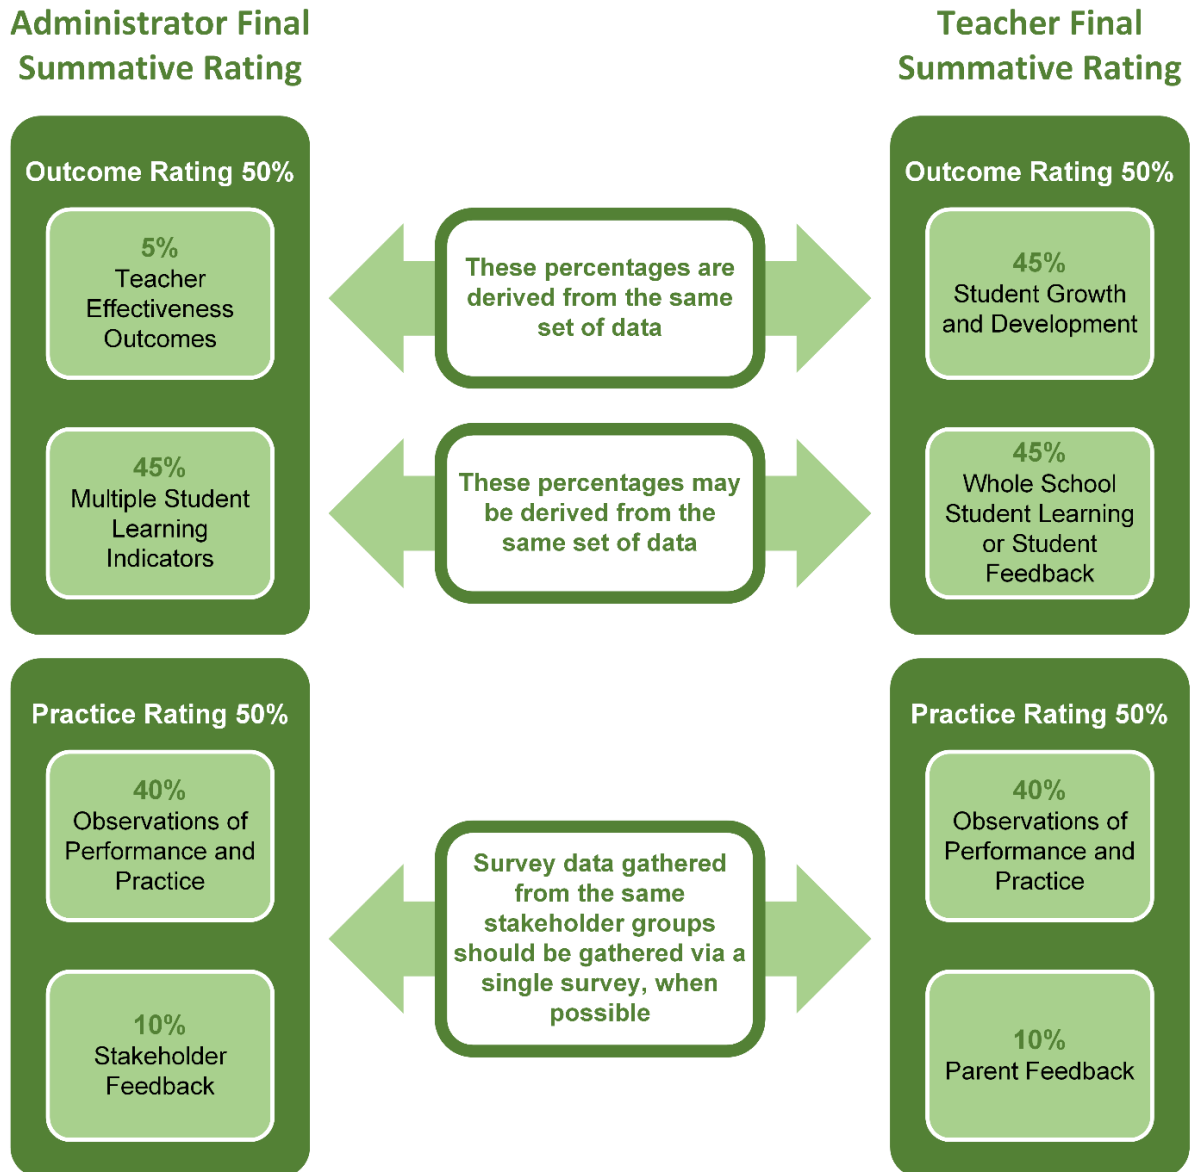 Administrator Final
Summative Rating
Outcome Rating 50%
5%
Teacher
Effectiveness
Outcomes
45%
Multiple Student
Learning
Indicators
Practice Rating 50%
40%
Observations of
Performance and
Practice
10%
Stakeholder
Feedback
These percentages are
derived from the same
set of data
These percentages may
be derived from the
same set of data
Survey data gathered
from the same
stakeholder groups
should be gathered via a
single survey, when
possible
Teacher Final
Summative Rating
Outcome Rating 50%
45%
Student Growth
and Development
45%
Whole School
Student Learning
or Student
Feedback
Practice Rating 50%
40%
Observations of
Performance and
Practice
10%
Parent Feedback